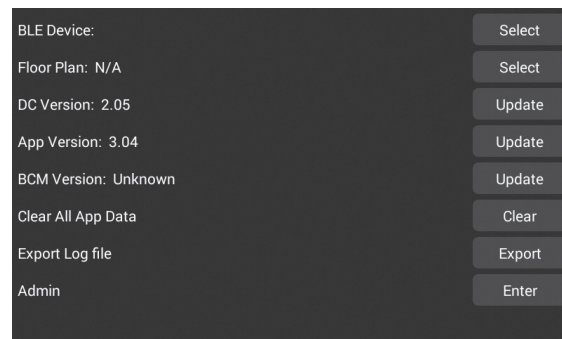 BLE Device: Select
Floor Plan: N/A Select
DC Version: 2.05 Update
App Version: 3.04 Update
BCM Version: Unknown Update
Clear All App Data Clear
Export Log file Export
Admin Enter